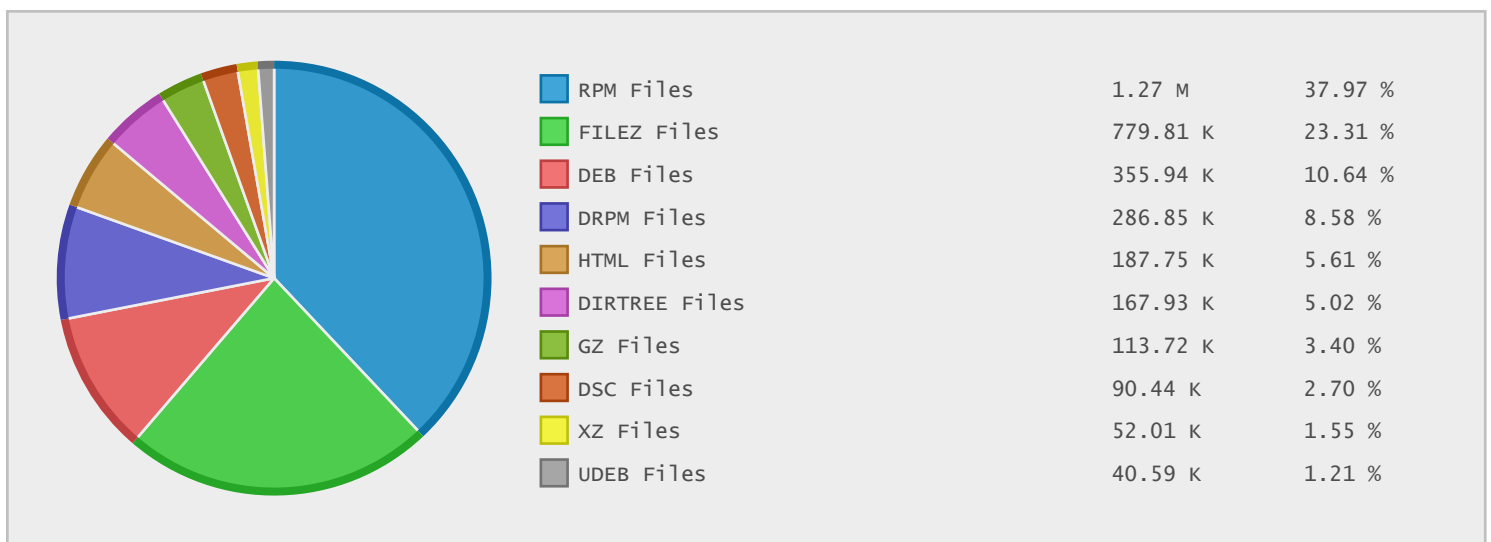 RPM Files 1.27 M 37.97 %
FILEZ Files 779.81 K 23.31 %
DEB Files 355.94 K 10.64 %
DRPM Files 286.85 K 8.58 %
HTML Files 187.75 K 5.61 %
DIRTREE Files 167.93 K 5.02 %
GZ Files 113.72 K 3.40 %
DSC Files 90.44 K 2.70 %
XZ Files 52.01 K 1.55 %
UDEB Files 40.59 K 1.21 %